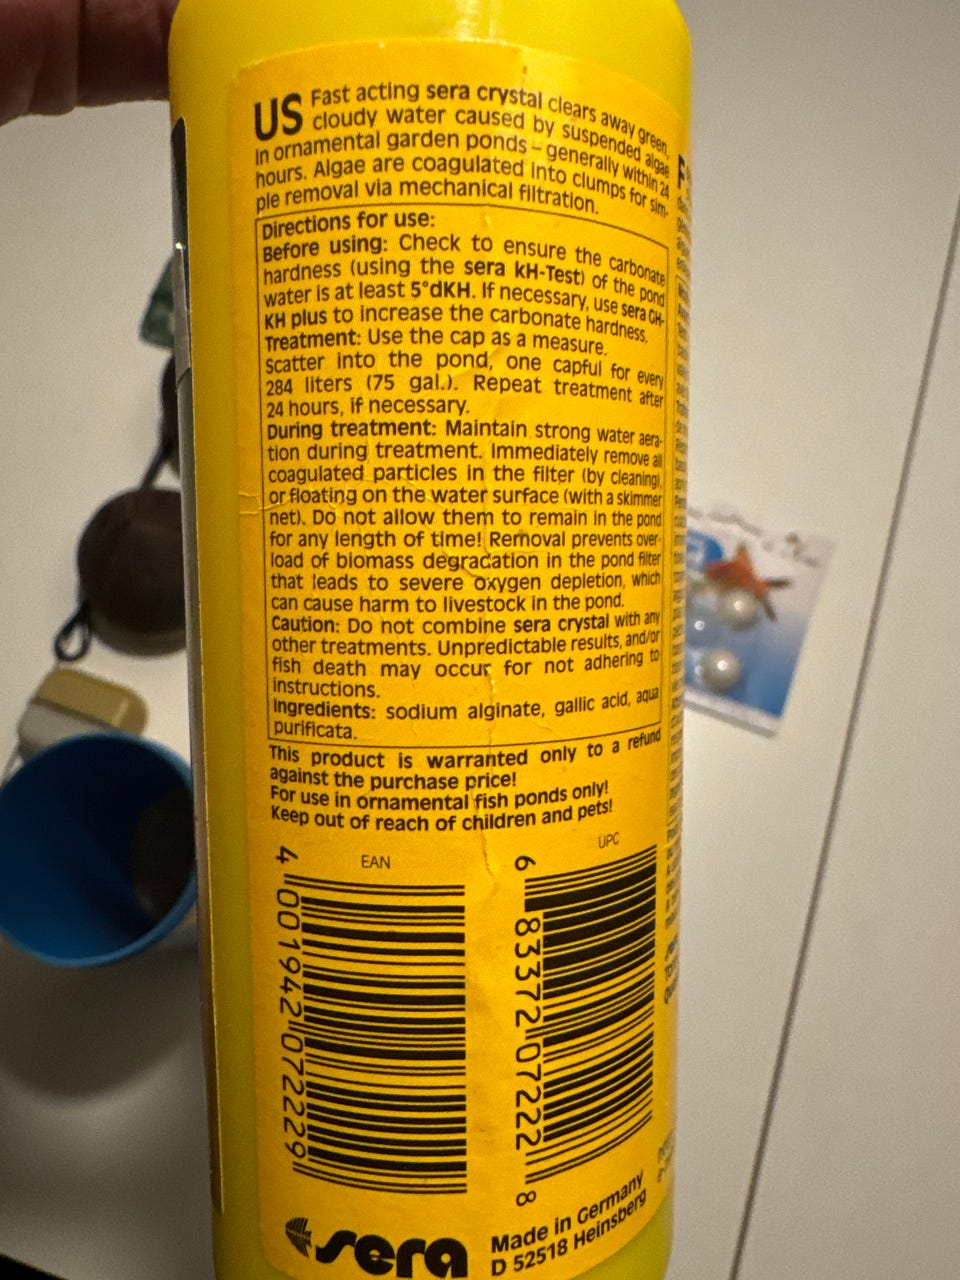 US Fast acting sera crystal clears away green,
cloudy water caused by suspended algae
in ornamental garden ponds – generally within 24
hours. Algae are coagulated into clumps for sim-
ple removal via mechanical filtration.
Directions for use:
Before using: Check to ensure the carbonate
hardness (using the sera kH-Test) of the pond
water is at least 5°dKH. If necessary, use sera GH-
KH plus to increase the carbonate hardness.
Treatment: Use the cap as a measure.
Scatter into the pond, one capful for every
284 liters (75 gal.). Repeat treatment after
24 hours, if necessary.
During treatment: Maintain strong water aera-
tion during treatment. Immediately remove all
coagulated particles in the filter (by cleaning),
or floating on the water surface (with a skimmer
net). Do not allow them to remain in the pond
for any length of time! Removal prevents over-
load of biomass degradation in the pond filter
that leads to severe oxygen depletion, which
can cause harm to livestock in the pond.
Caution: Do not combine sera crystal with any
other treatments. Unpredictable results, and/or
fish death may occur for not adhering to
instructions.
Ingredients: sodium alginate, gallic acid, aqua
purificata.
This product is warranted only to a refund
against the purchase price!
For use in ornamental fish ponds only!
Keep out of reach of children and pets!
EAN
4 001942 072229
UPC
6 83372 07222 8
sera
Made in Germany
D 52518 Heinsberg